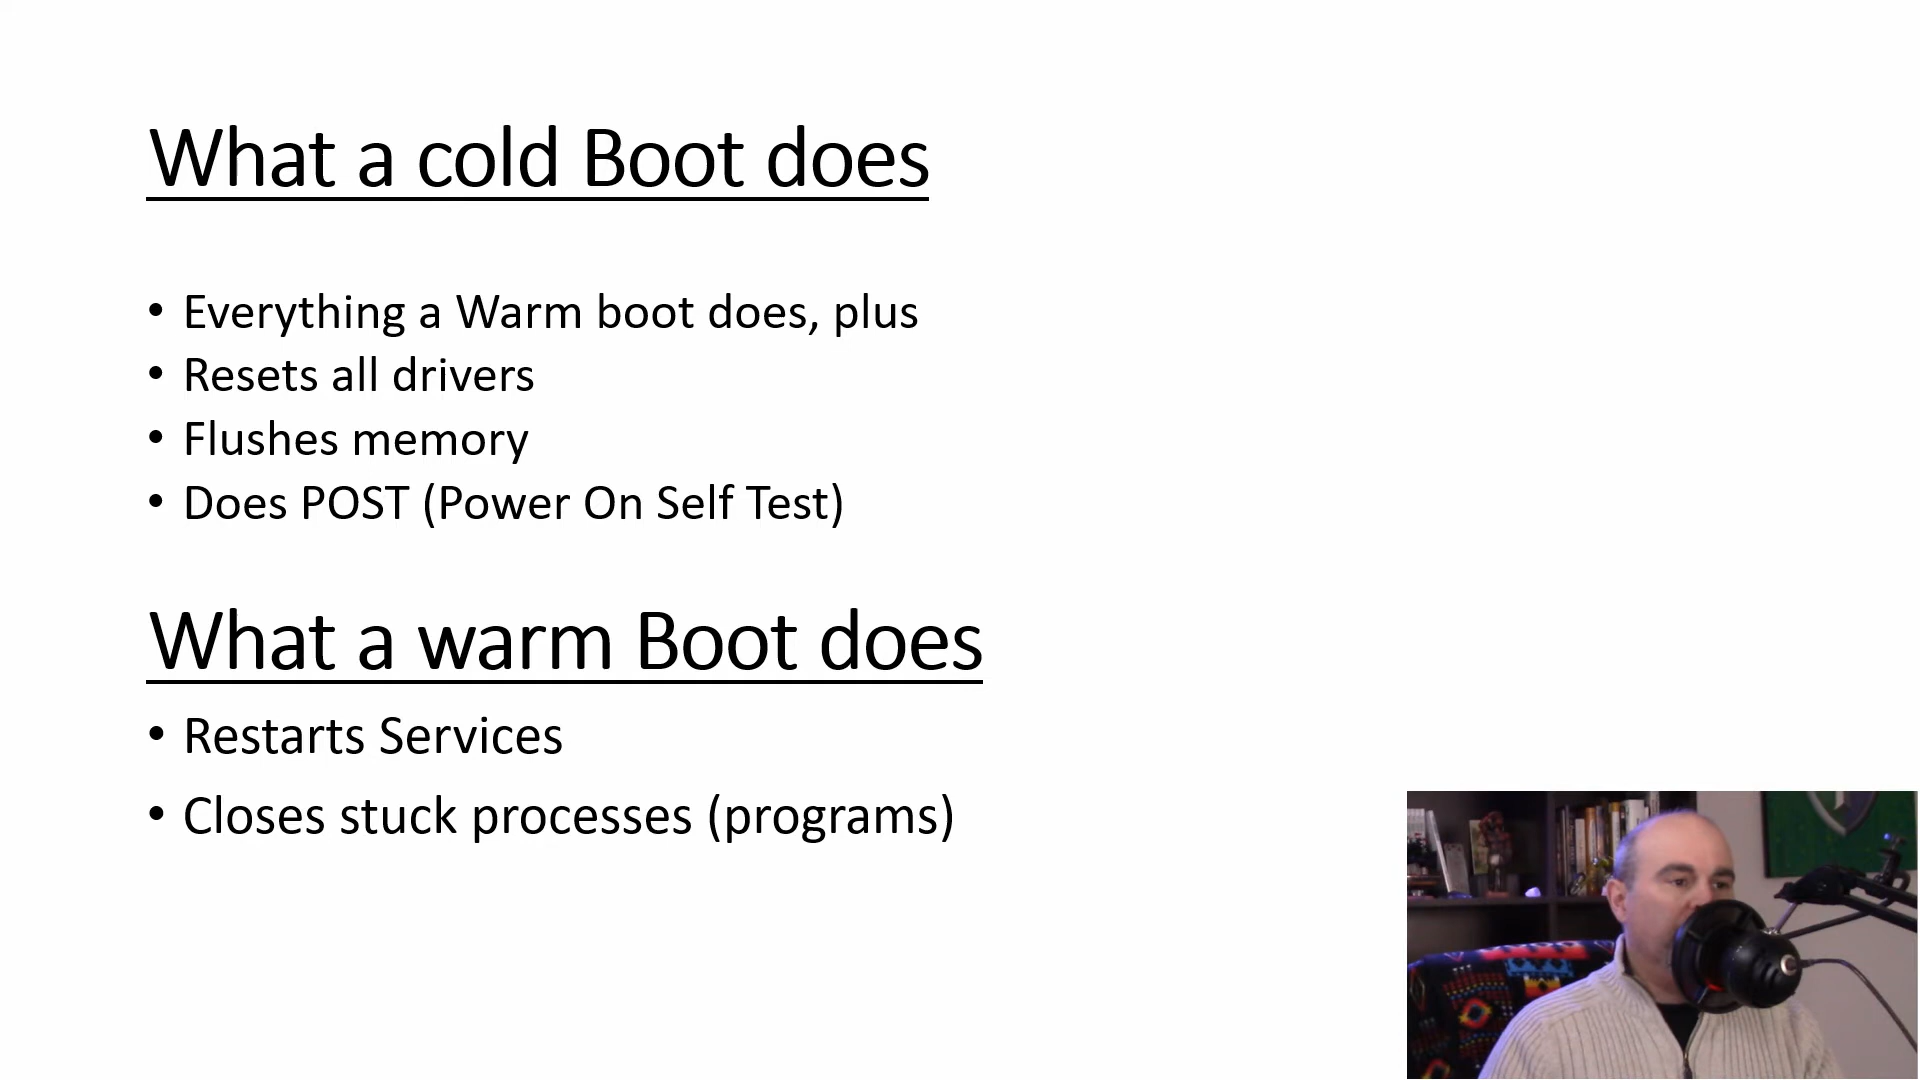 What a cold Boot does
• Everything a Warm boot does, plus
• Resets all drivers
• Flushes memory
• Does POST (Power On Self Test)
What a warm Boot does
• Restarts Services
• Closes stuck processes (programs)